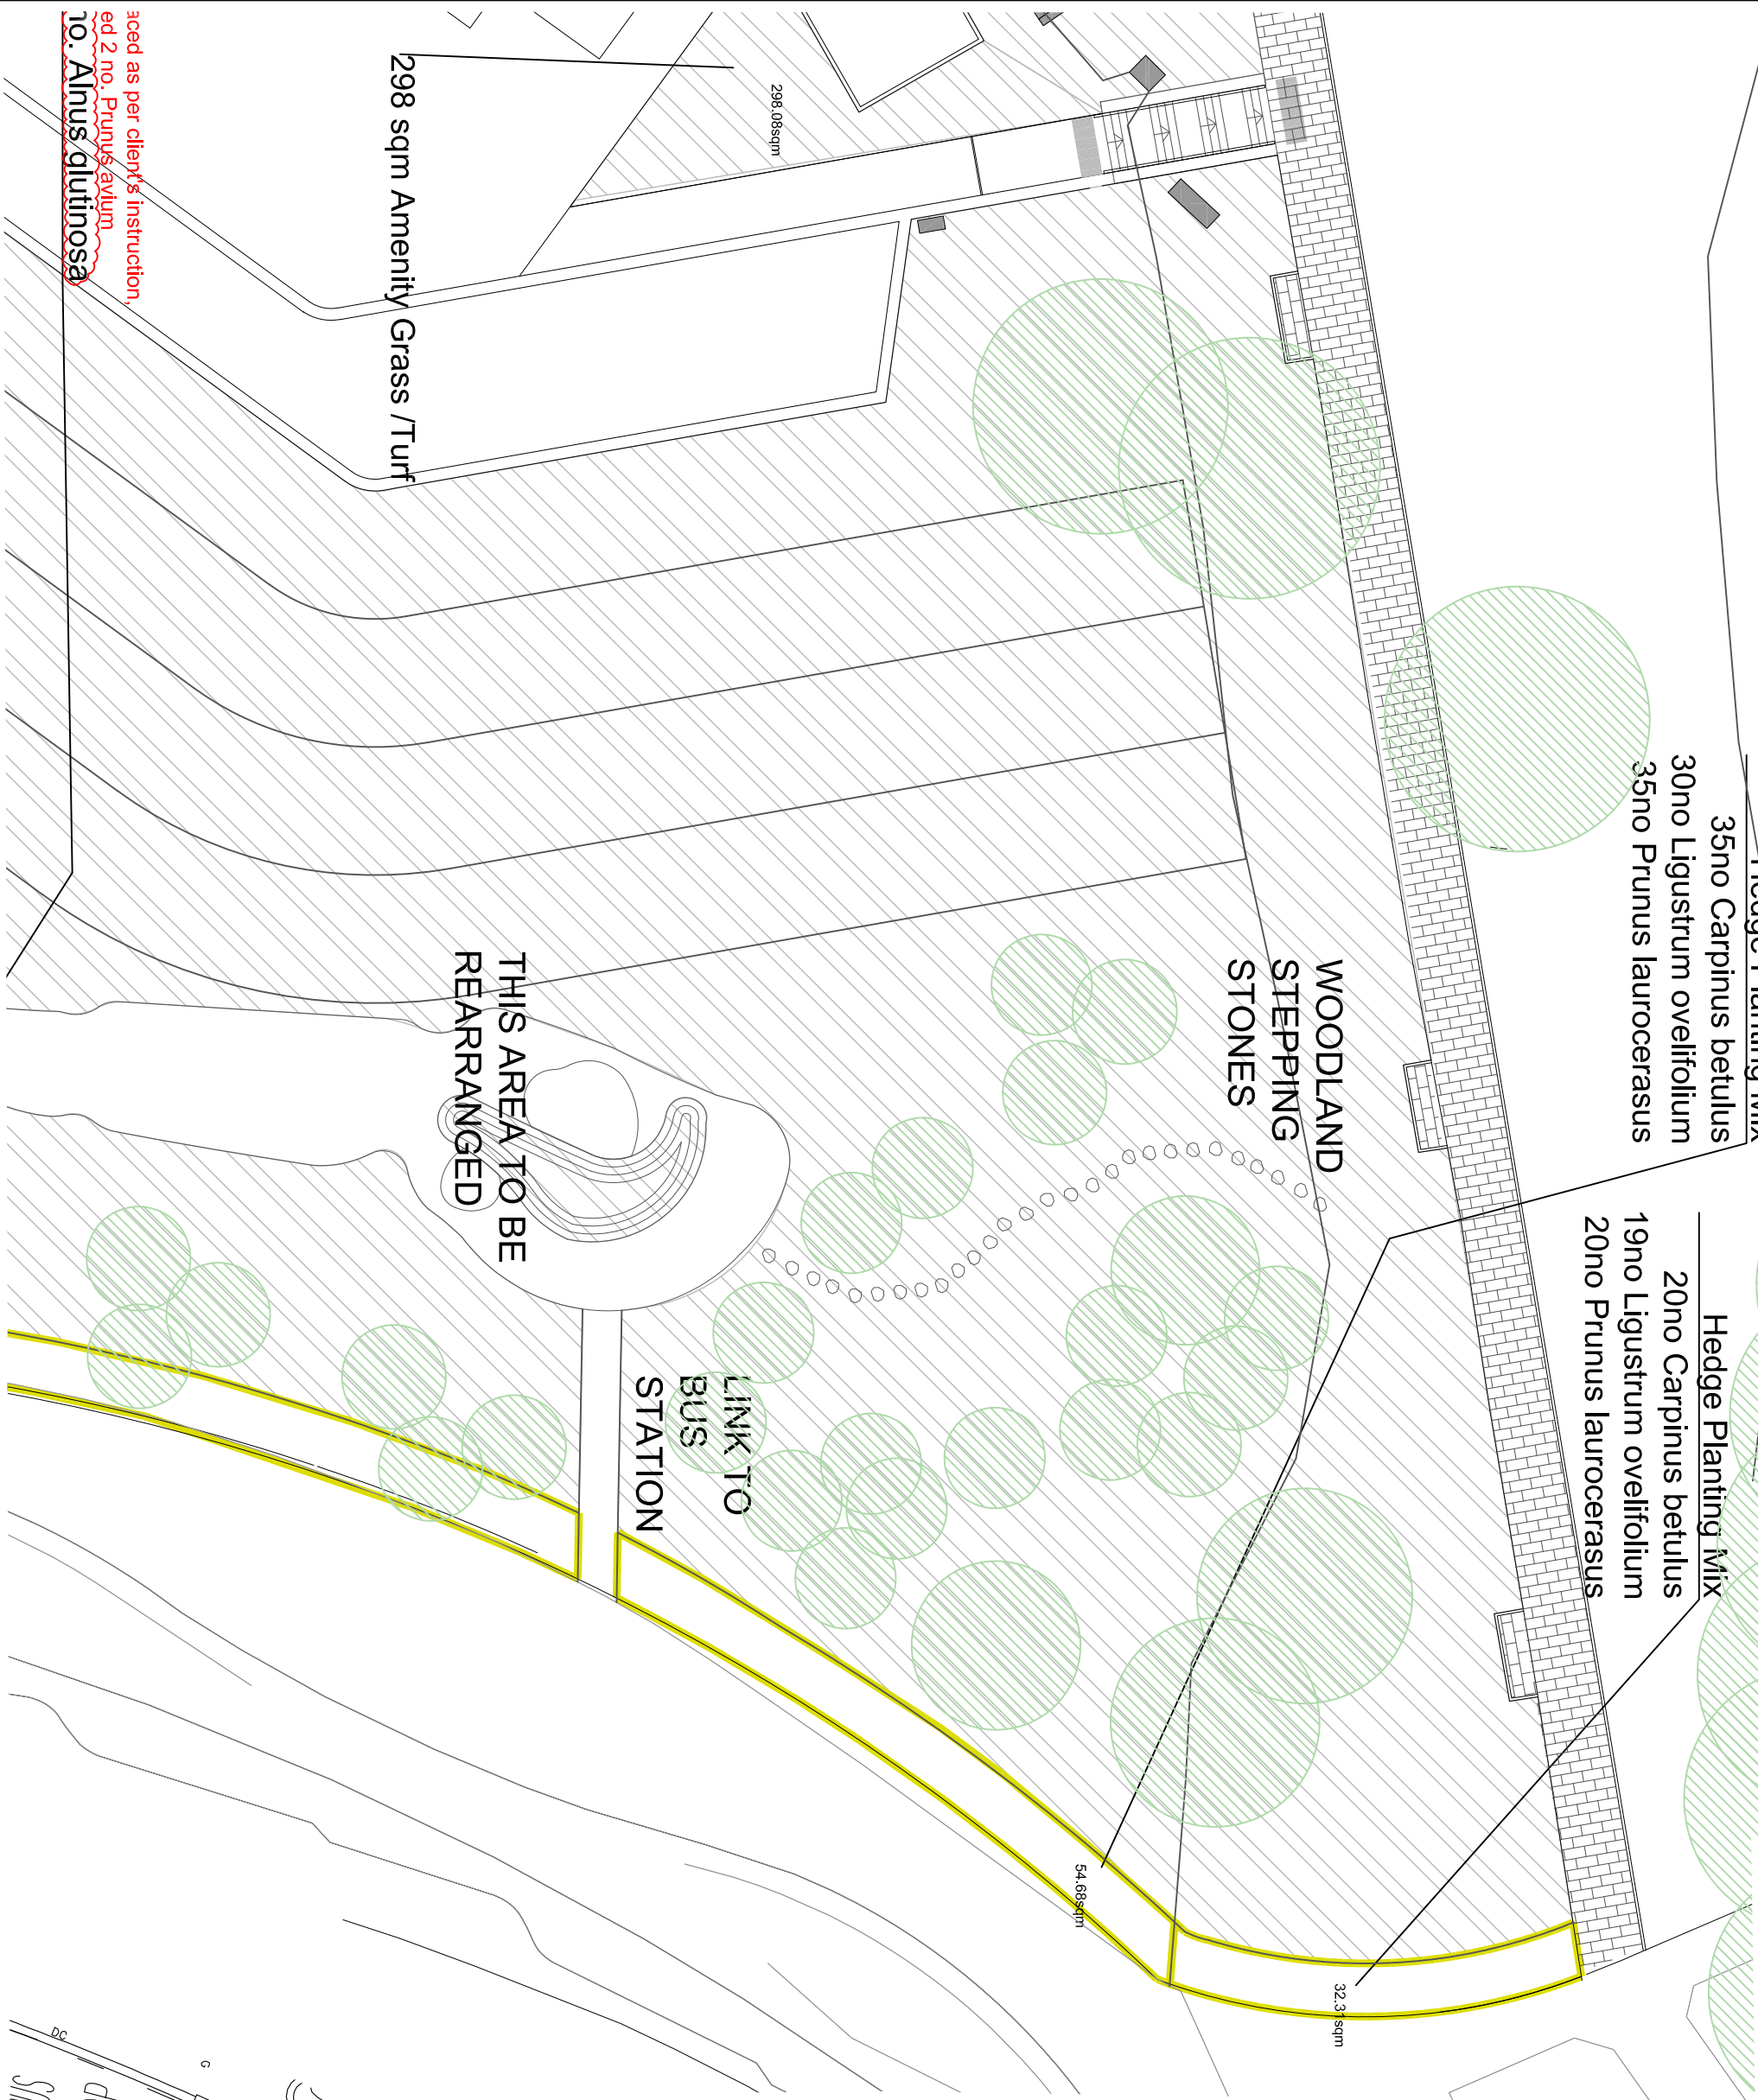 aced as per client's instruction,
ed 2 no. Prunus avium
no. Alnus glutinosa
298 sqm Amenity Grass /Turf
298.08sqm
35no Carpinus betulus
30no Ligustrum ovelifolium
35no Prunus laurocerasus
Hedge Planting Mix
20no Carpinus betulus
19no Ligustrum ovelifolium
20no Prunus laurocerasus
WOODLAND
STEPPING
STONES
THIS AREA TO BE
REARRANGED
LINK TO
BUS
STATION
54.68sqm
32.31sqm
DC
G